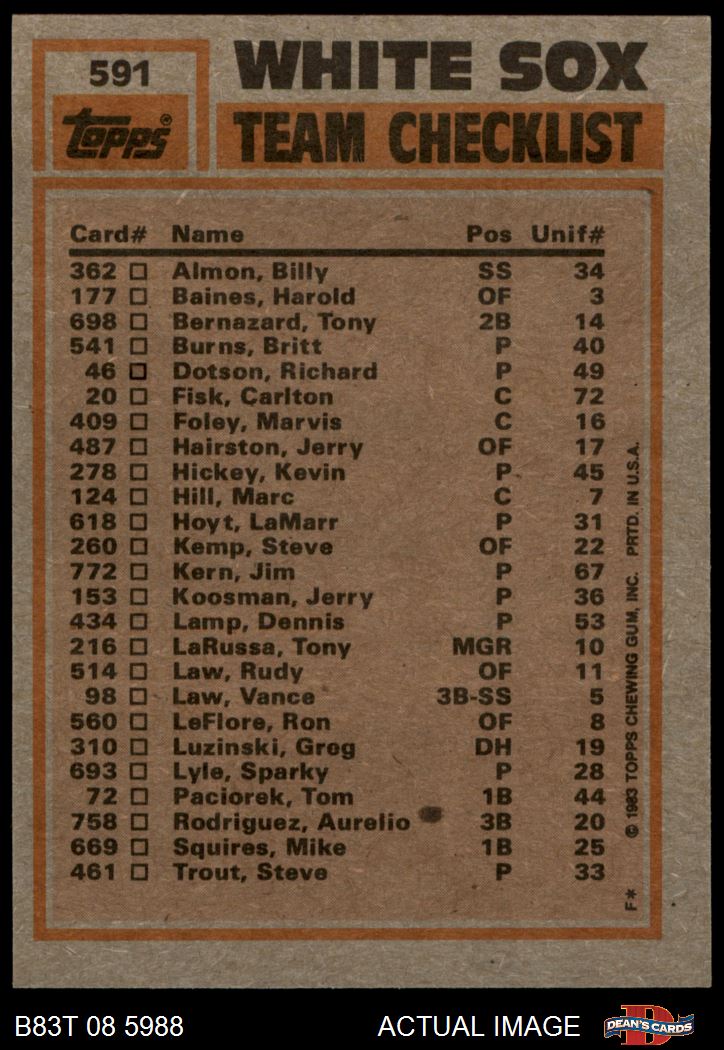 591
Topps®
WHITE SOX
TEAM CHECKLIST
Card# Name Pos Unif#
362 □ Almon, Billy SS 34
177 □ Baines, Harold OF 3
698 □ Bernazard, Tony 2B 14
541 □ Burns, Britt P 40
46 □ Dotson, Richard P 49
20 □ Fisk, Carlton C 72
409 □ Foley, Marvis C 16
487 □ Hairston, Jerry OF 17
278 □ Hickey, Kevin P 45
124 □ Hill, Marc C 7
618 □ Hoyt, LaMarr P 31
260 □ Kemp, Steve OF 22
772 □ Kern, Jim P 67
153 □ Koosman, Jerry P 36
434 □ Lamp, Dennis P 53
216 □ LaRussa, Tony MGR 10
514 □ Law, Rudy OF 11
98 □ Law, Vance 3B-SS 5
560 □ LeFlore, Ron OF 8
310 □ Luzinski, Greg DH 19
693 □ Lyle, Sparky P 28
72 □ Paciorek, Tom 1B 44
758 □ Rodriguez, Aurelio 3B 20
669 □ Squires, Mike 1B 25
461 □ Trout, Steve P 33
F* © 1983 TOPPS CHEWING GUM, INC. PRTD. IN U.S.A.
B83T 08 5988 ACTUAL IMAGE
D
DEAN'S CARDS